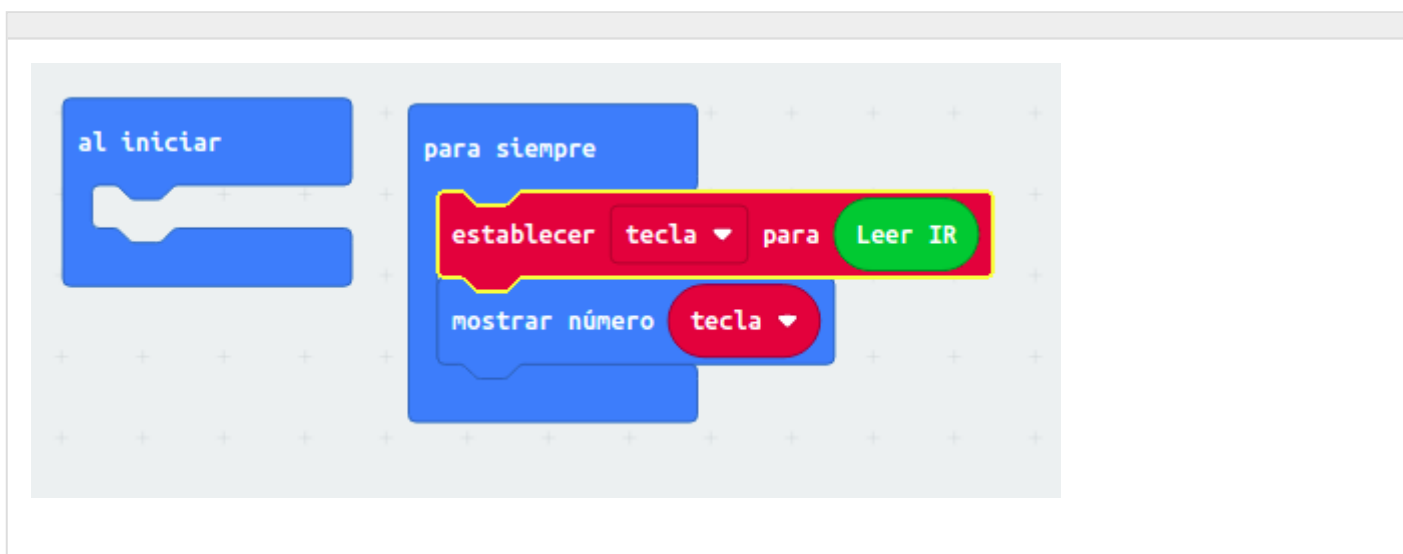 al iniciar
para siempre
establecer tecla para Leer IR
mostrar número tecla